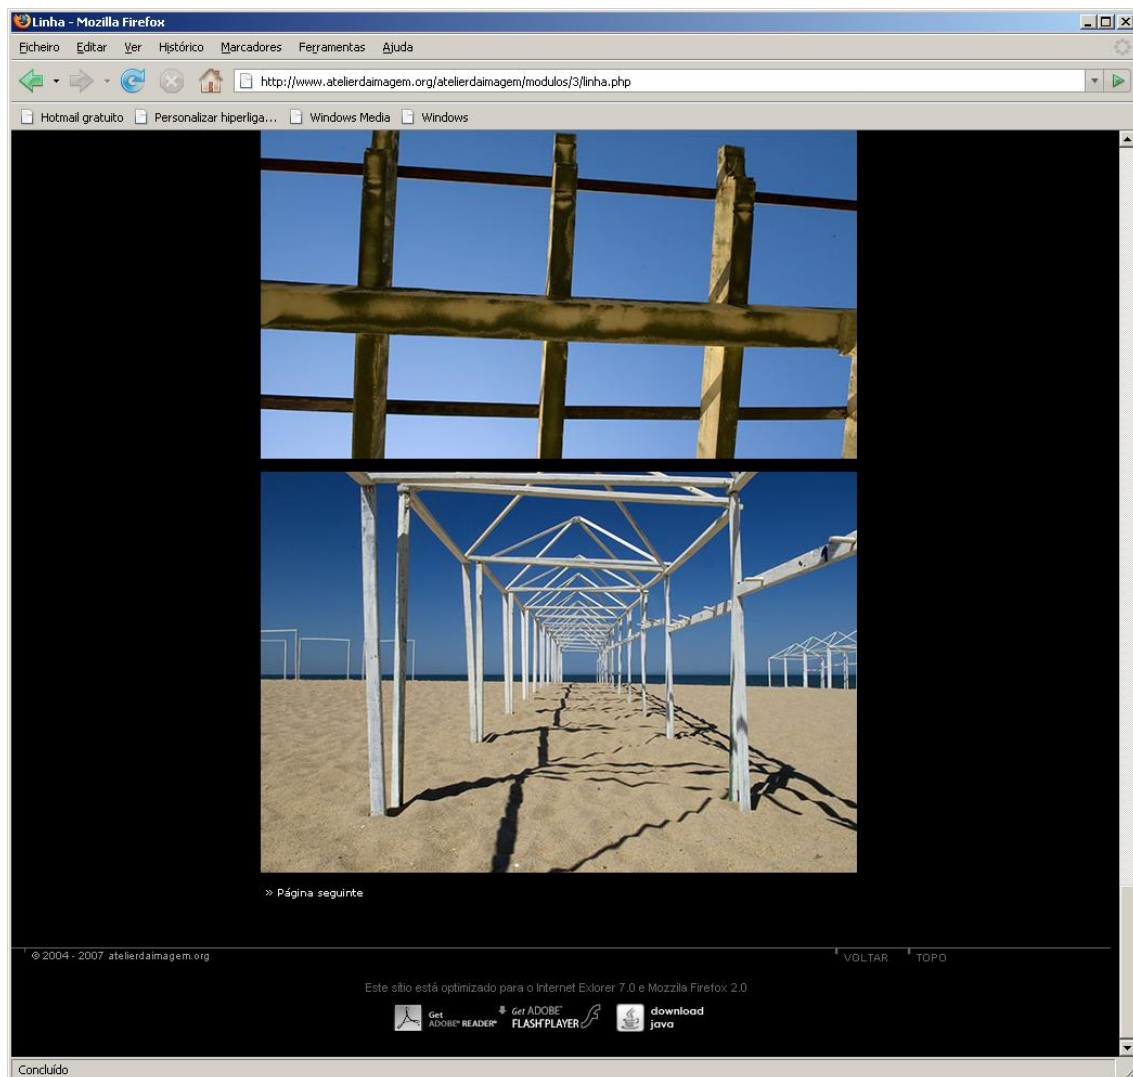 Linha - Mozilla Firefox
Ficheiro Editar Ver Histórico Marcadores Ferramentas Ajuda
http://www.atelierdaimagem.org/atelierdaimagem/modulos/3/linha.php
Hotmail gratuito Personalizar hiperliga... Windows Media Windows
» Página seguinte
© 2004 - 2007 atelierdaimagem.org VOLTAR TOPO
Este sítio está optimizado para o Internet Exlorer 7.0 e Mozzila Firefox 2.0
Get ADOBE® READER®
Get ADOBE® FLASH® PLAYER
download java
Concluído